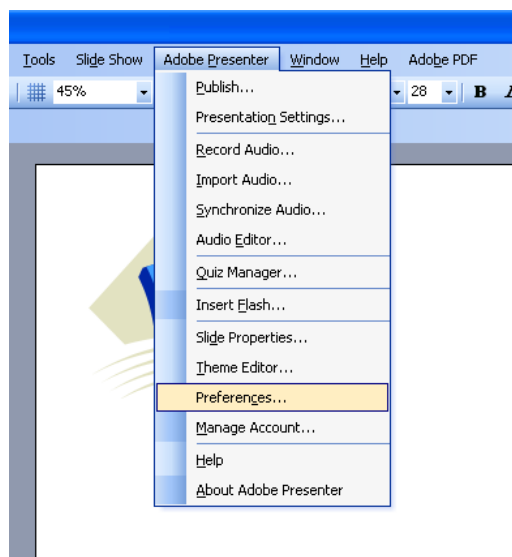 Tools Slide Show Adobe Presenter Window Help Adobe PDF
45% 28 B I
Publish...
Presentation Settings...
Record Audio...
Import Audio...
Synchronize Audio...
Audio Editor...
Quiz Manager...
Insert Flash...
Slide Properties...
Theme Editor...
Preferences...
Manage Account...
Help
About Adobe Presenter